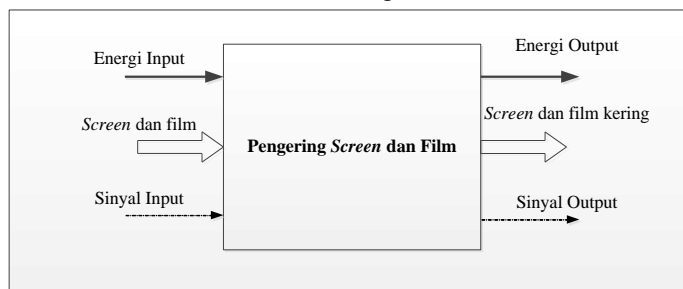 Energi Input
Energi Output
Screen dan film
Pengering Screen dan Film
Screen dan film kering
Sinyal Input
Sinyal Output